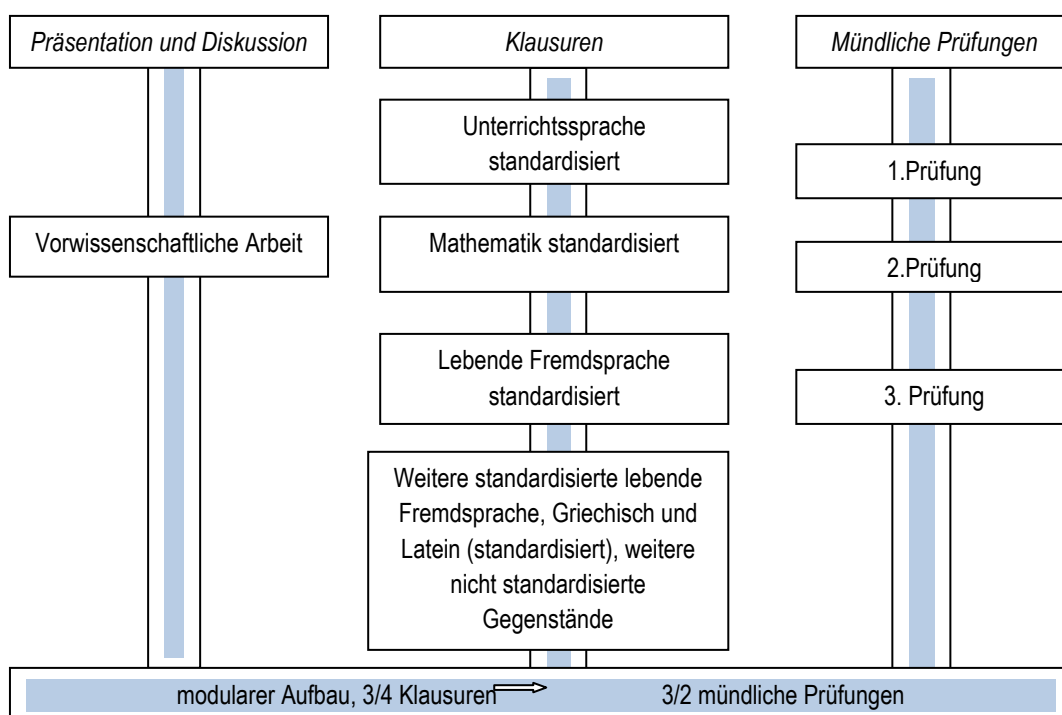 Präsentation und Diskussion
Vorwissenschaftliche Arbeit
Klausuren
Unterrichtssprache
standardisiert
Mathematik standardisiert
Lebende Fremdsprache
standardisiert
Weitere standardisierte lebende
Fremdsprache, Griechisch und
Latein (standardisiert), weitere
nicht standardisierte
Gegenstände
Mündliche Prüfungen
1.Prüfung
2.Prüfung
3. Prüfung
modularer Aufbau, 3/4 Klausuren 3/2 mündliche Prüfungen